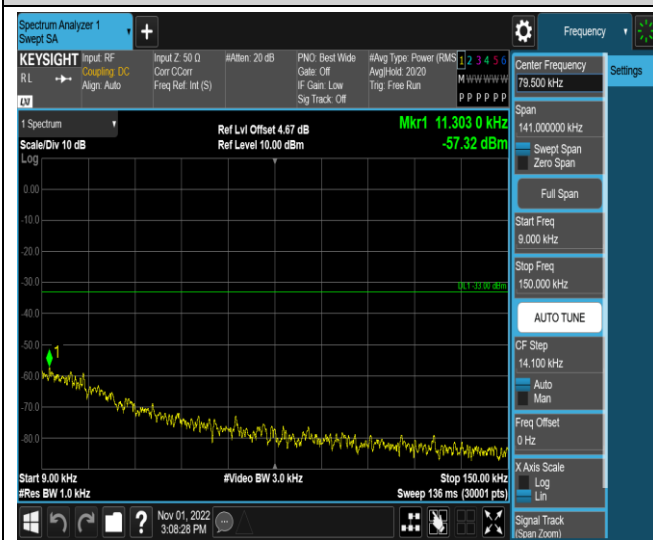 Spectrum Analyzer 1
Swept SA
+
Frequency
KEYSIGHT
RL
LXI
Input: RF
Coupling: DC
Align: Auto
Input Z: 50 Ω
Corr CCorr
Freq Ref: Int (S)
#Atten: 20 dB
PNO: Best Wide
Gate: Off
IF Gain: Low
Sig Track: Off
#Avg Type: Power (RMS
Avg|Hold: 20/20
Trig: Free Run
1 2 3 4 5 6
M W W W W W
P P P P P P
Center Frequency
79.500 kHz
Settings
Span
141.000000 kHz
Swept Span
Zero Span
Full Span
Start Freq
9.000 kHz
Stop Freq
150.000 kHz
AUTO TUNE
CF Step
14.100 kHz
Auto
Man
Freq Offset
0 Hz
X Axis Scale
Log
Lin
Signal Track
(Span Zoom)
1 Spectrum
Scale/Div 10 dB
Log
Ref Lvl Offset 4.67 dB
Ref Level 10.00 dBm
Mkr1 11.303 0 kHz
-57.32 dBm
0.00
-10.0
-20.0
-30.0
DL1 -33.00 dBm
-40.0
-50.0
1
-60.0
-70.0
-80.0
Start 9.00 kHz
#Res BW 1.0 kHz
#Video BW 3.0 kHz
Stop 150.00 kHz
Sweep 136 ms (30001 pts)
?
Nov 01, 2022
3:08:28 PM